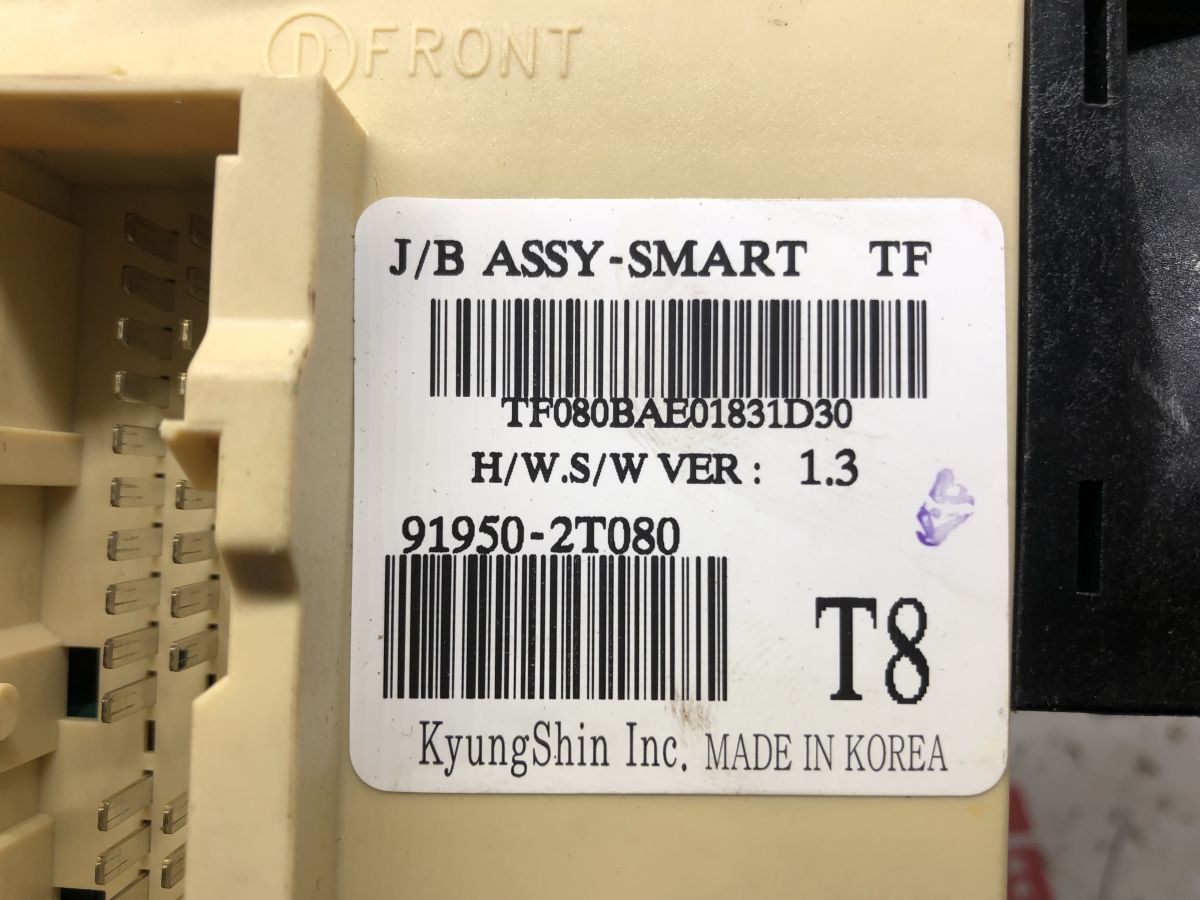 D FRONT
J/B ASSY-SMART TF
TF080BAE01831D30
H/W.S/W VER : 1.3
91950-2T080
T8
KyungShin Inc. MADE IN KOREA